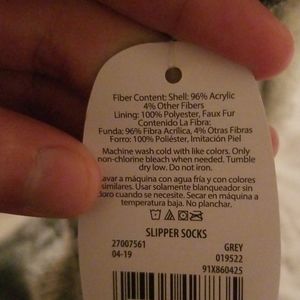 Fiber Content: Shell: 96% Acrylic
4% Other Fibers
Lining: 100% Polyester, Faux Fur
Contenido La Fibra:
Funda: 96% Fibra Acrílica, 4% Otras Fibras
Forro: 100% Poliéster, Imitación Piel
Machine wash cold with like colors. Only
non-chlorine bleach when needed. Tumble
dry low. Do not iron.
Lavar a máquina con agua fría y con colores
similares. Usar solamente blanqueador sin
cloro cuando se necesite. Secar en máquina a
temperatura baja. No planchar.
SLIPPER SOCKS
27007561 GREY
04-19 019522
91X860425